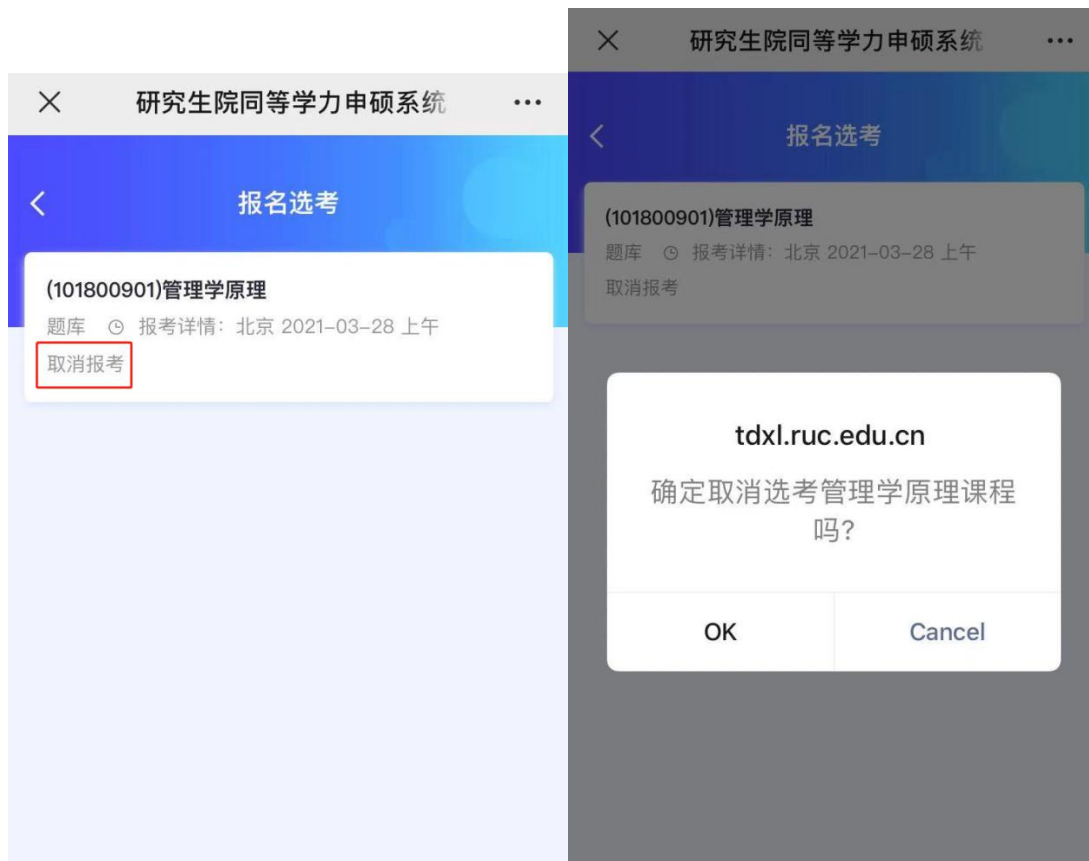 研究生院同等学力申硕系统
报名选考
(101800901)管理学原理
题库 报考详情：北京 2021-03-28 上午
取消报考
研究生院同等学力申硕系统
报名选考
(101800901)管理学原理
题库 报考详情：北京 2021-03-28 上午
取消报考
tdxl.ruc.edu.cn
确定取消选考管理学原理课程
吗?
OK
Cancel